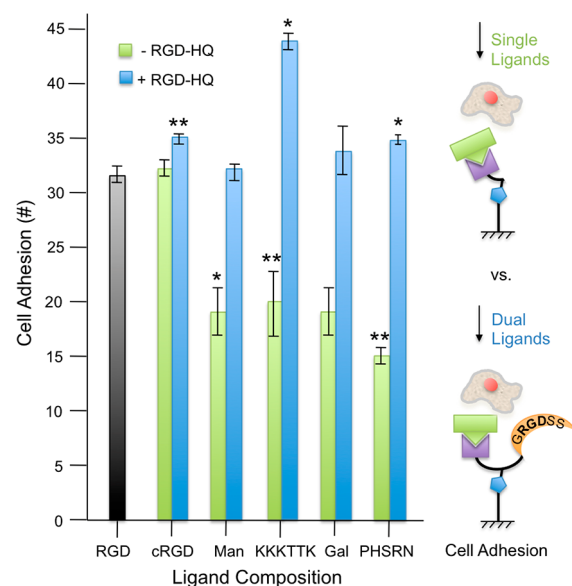 45
40
35
30
25
20
15
10
5
0
Cell Adhesion (#)
- RGD-HQ
+ RGD-HQ
**
*
**
*
**
*
RGD
cRGD
Man
KKKTTK
Gal
PHSRN
Ligand Composition
Single
Ligands
vs.
Dual
Ligands
GRGDSS
Cell Adhesion